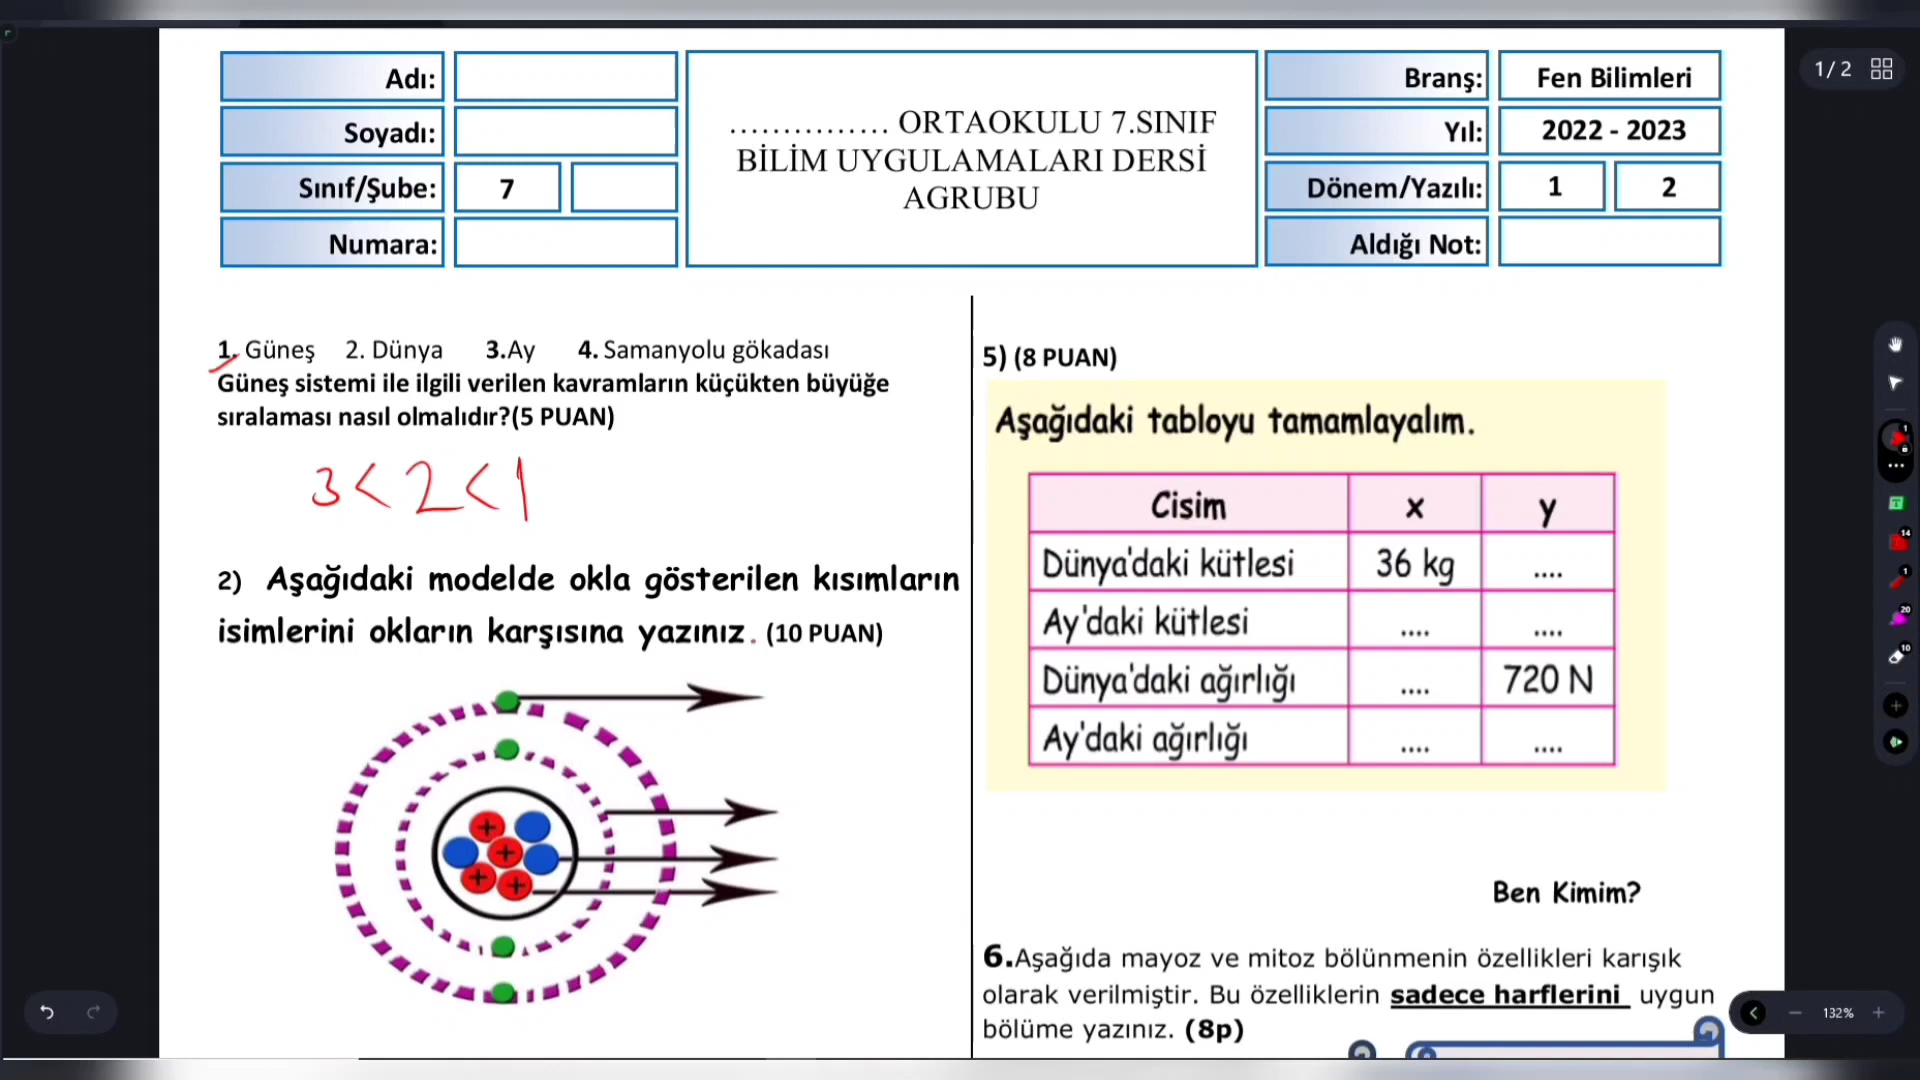 Adı:
Soyadı:
Sınıf/Şube: 7
Numara:
............... ORTAOKULU 7.SINIF
BİLİM UYGULAMALARI DERSİ
AGRUBU
Branş: Fen Bilimleri
Yıl: 2022 - 2023
Dönem/Yazılı: 1 2
Aldığı Not:
1/2
1. Güneş 2. Dünya 3.Ay 4. Samanyolu gökadası
Güneş sistemi ile ilgili verilen kavramların küçükten büyüğe
sıralaması nasıl olmalıdır?(5 PUAN)
3 < 2 < 1
2) Aşağıdaki modelde okla gösterilen kısımların
isimlerini okların karşısına yazınız. (10 PUAN)
+
+
+
+
5) (8 PUAN)
Aşağıdaki tabloyu tamamlayalım.
Cisim x y
Dünya'daki kütlesi 36 kg ....
Ay'daki kütlesi .... ....
Dünya'daki ağırlığı .... 720 N
Ay'daki ağırlığı .... ....
Ben Kimim?
6.Aşağıda mayoz ve mitoz bölünmenin özellikleri karışık
olarak verilmiştir. Bu özelliklerin sadece harflerini uygun
bölüme yazınız. (8p)
1
T
14
1
20
10
132%